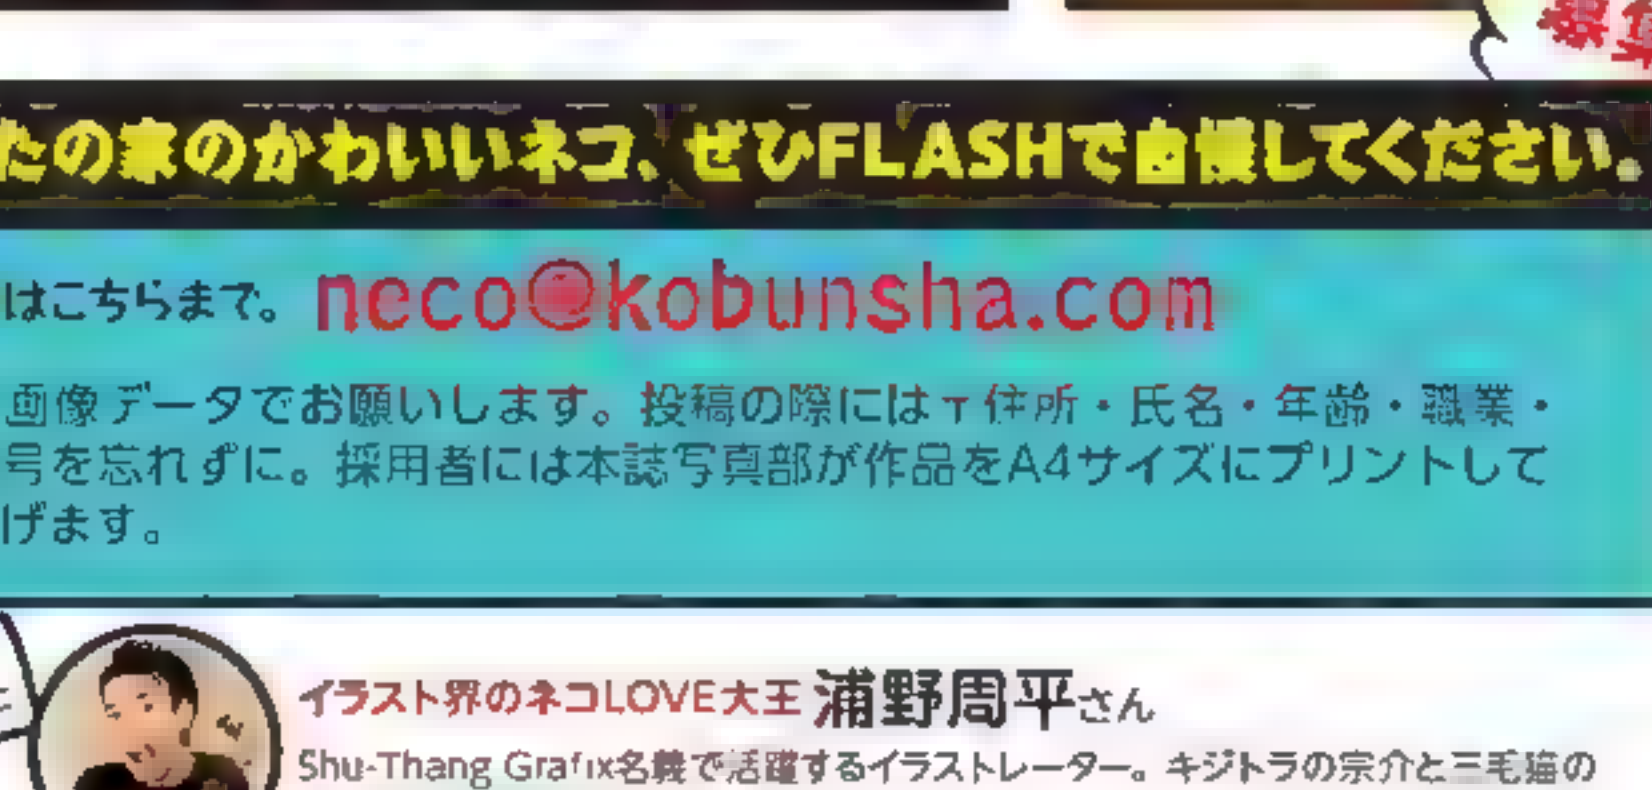 募集
たの家のかわいいネコ、ぜひFLASHで自慢してください。
はこちらまで。 neco@kobunsha.com
画像データでお願いします。投稿の際には〒住所・氏名・年齢・職業・
号を忘れずに。採用者には本誌写真部が作品をA4サイズにプリントして
げます。
イラスト界のネコLOVE大王 浦野周平さん
Shu-Thang Grafix名義で活躍するイラストレーター。キジトラの宗介と三毛猫の